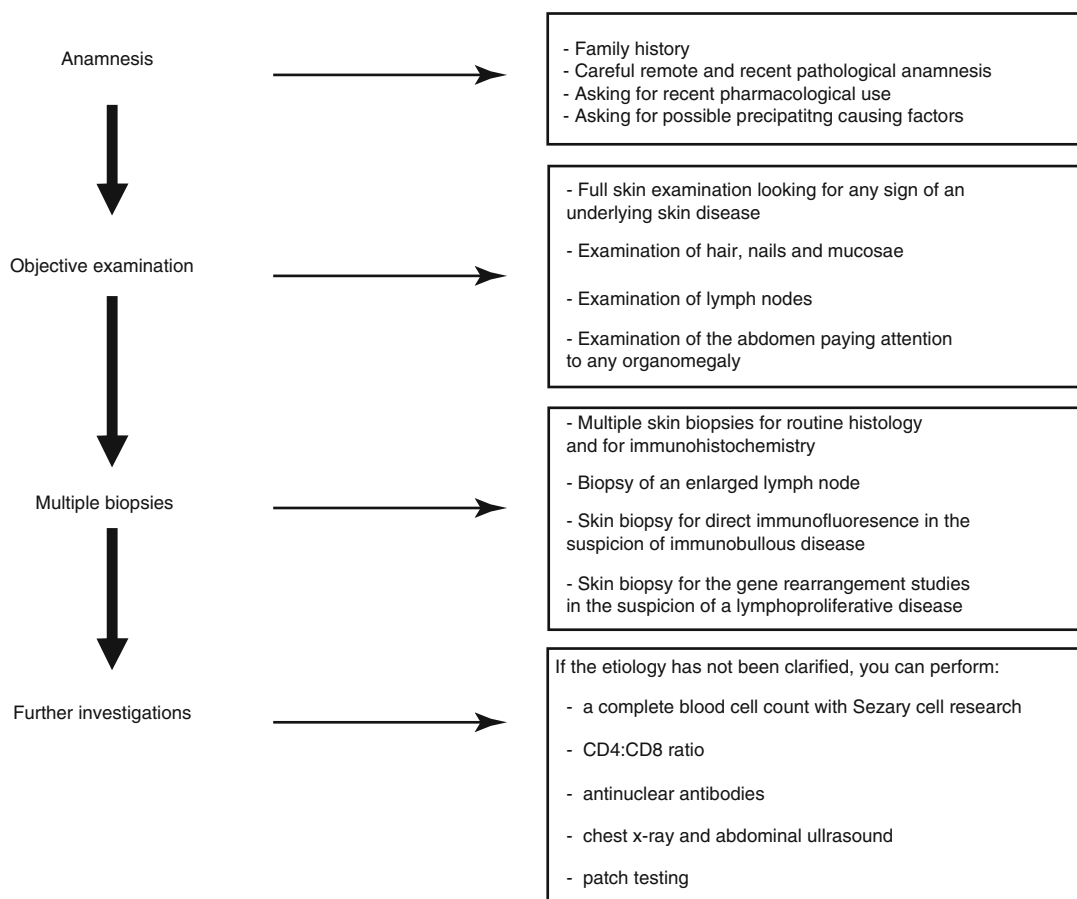 Anamnesis
- Family history
- Careful remote and recent pathological anamnesis
- Asking for recent pharmacological use
- Asking for possible precipatitng causing factors
Objective examination
- Full skin examination looking for any sign of an
underlying skin disease
- Examination of hair, nails and mucosae
- Examination of lymph nodes
- Examination of the abdomen paying attention
to any organomegaly
Multiple biopsies
- Multiple skin biopsies for routine histology
and for immunohistochemistry
- Biopsy of an enlarged lymph node
- Skin biopsy for direct immunofluoresence in the
suspicion of immunobullous disease
- Skin biopsy for the gene rearrangement studies
in the suspicion of a lymphoproliferative disease
Further investigations
If the etiology has not been clarified, you can perform:
- a complete blood cell count with Sezary cell research
- CD4:CD8 ratio
- antinuclear antibodies
- chest x-ray and abdominal ullrasound
- patch testing